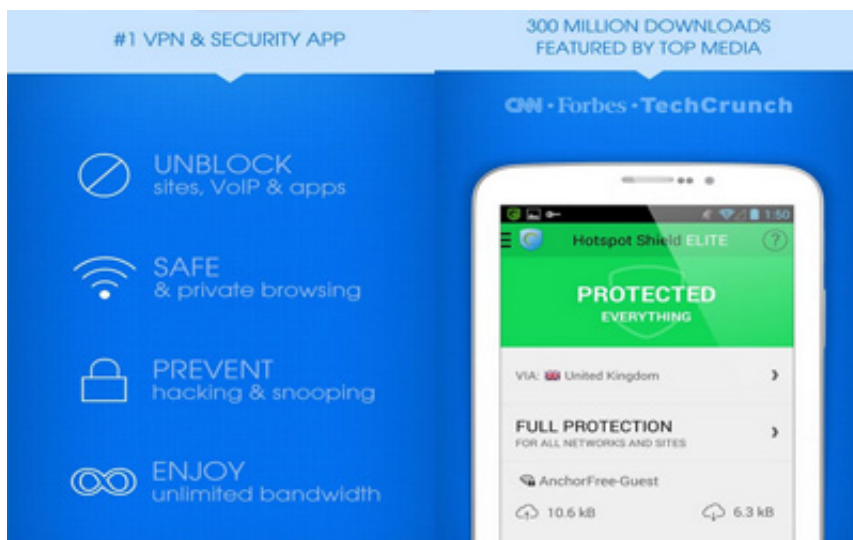 #1 VPN & SECURITY APP
UNBLOCK
sites, VoIP & apps
SAFE
& private browsing
PREVENT
hacking & snooping
ENJOY
unlimited bandwidth
300 MILLION DOWNLOADS
FEATURED BY TOP MEDIA
CNN • Forbes • TechCrunch
1:50
Hotspot Shield ELITE ?
PROTECTED
EVERYTHING
VIA: United Kingdom
FULL PROTECTION
FOR ALL NETWORKS AND SITES
AnchorFree-Guest
10.6 kB 6.3 kB